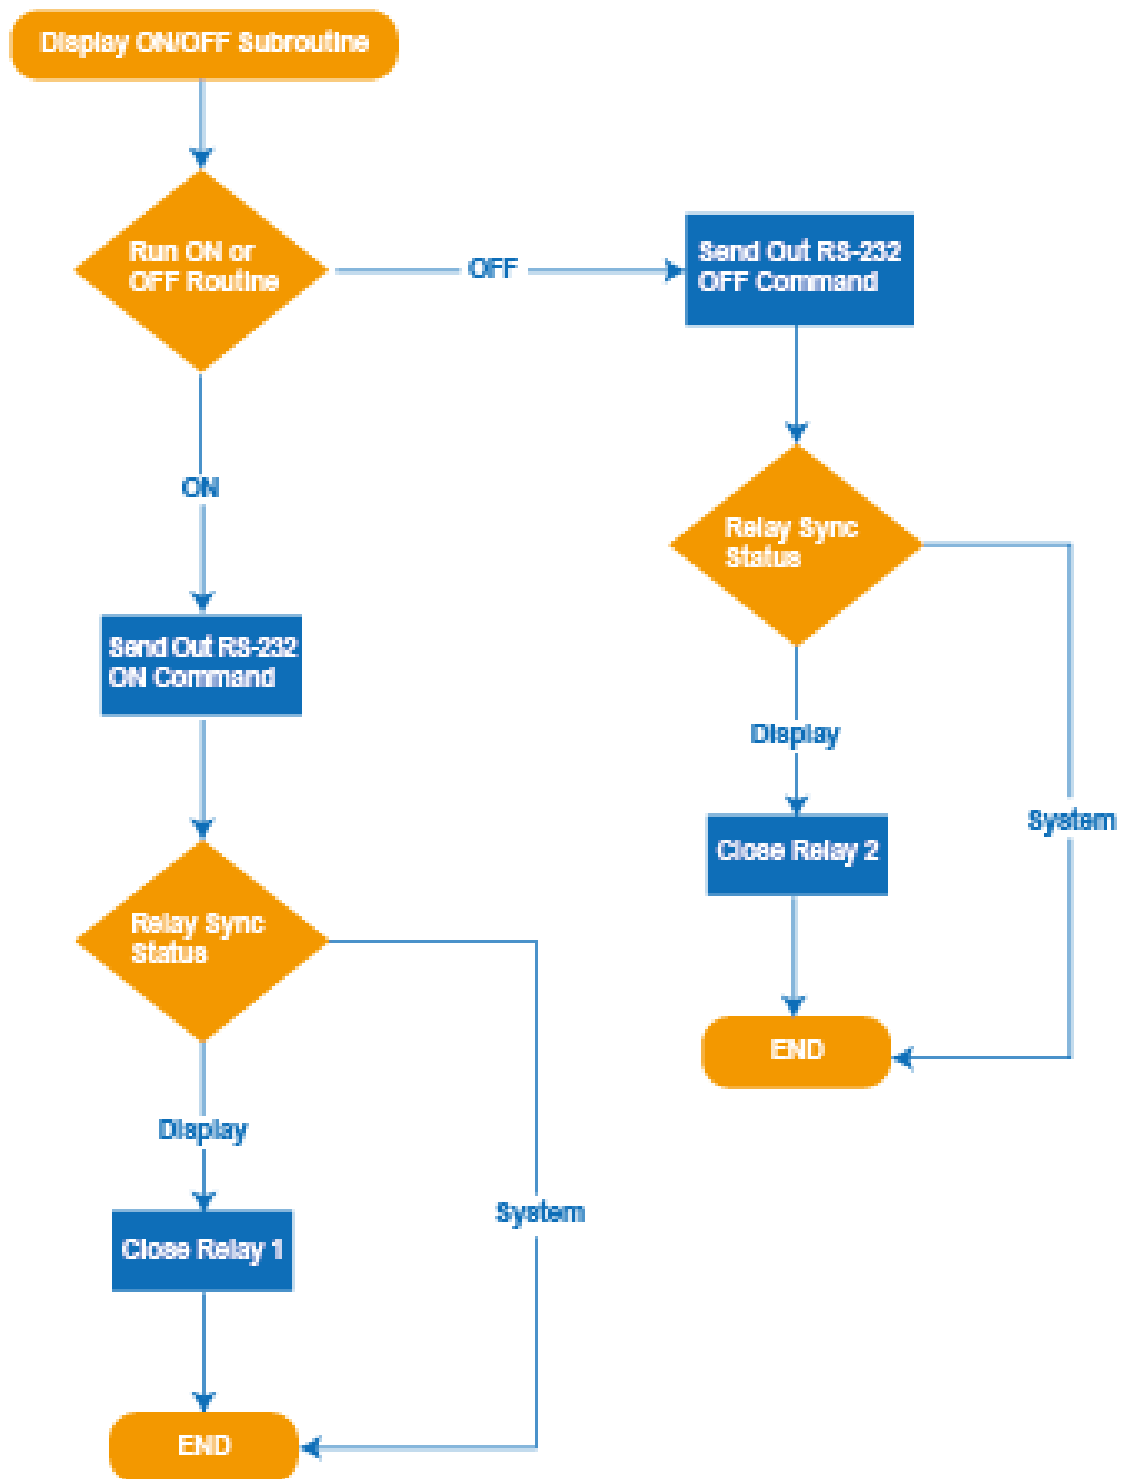 Display ON/OFF Subroutine
Run ON or
OFF Routine
OFF
Send Out RS-232
OFF Command
ON
Relay Sync
Status
Send Out RS-232
ON Command
Display
System
Close Relay 2
Relay Sync
Status
END
Display
System
Close Relay 1
END